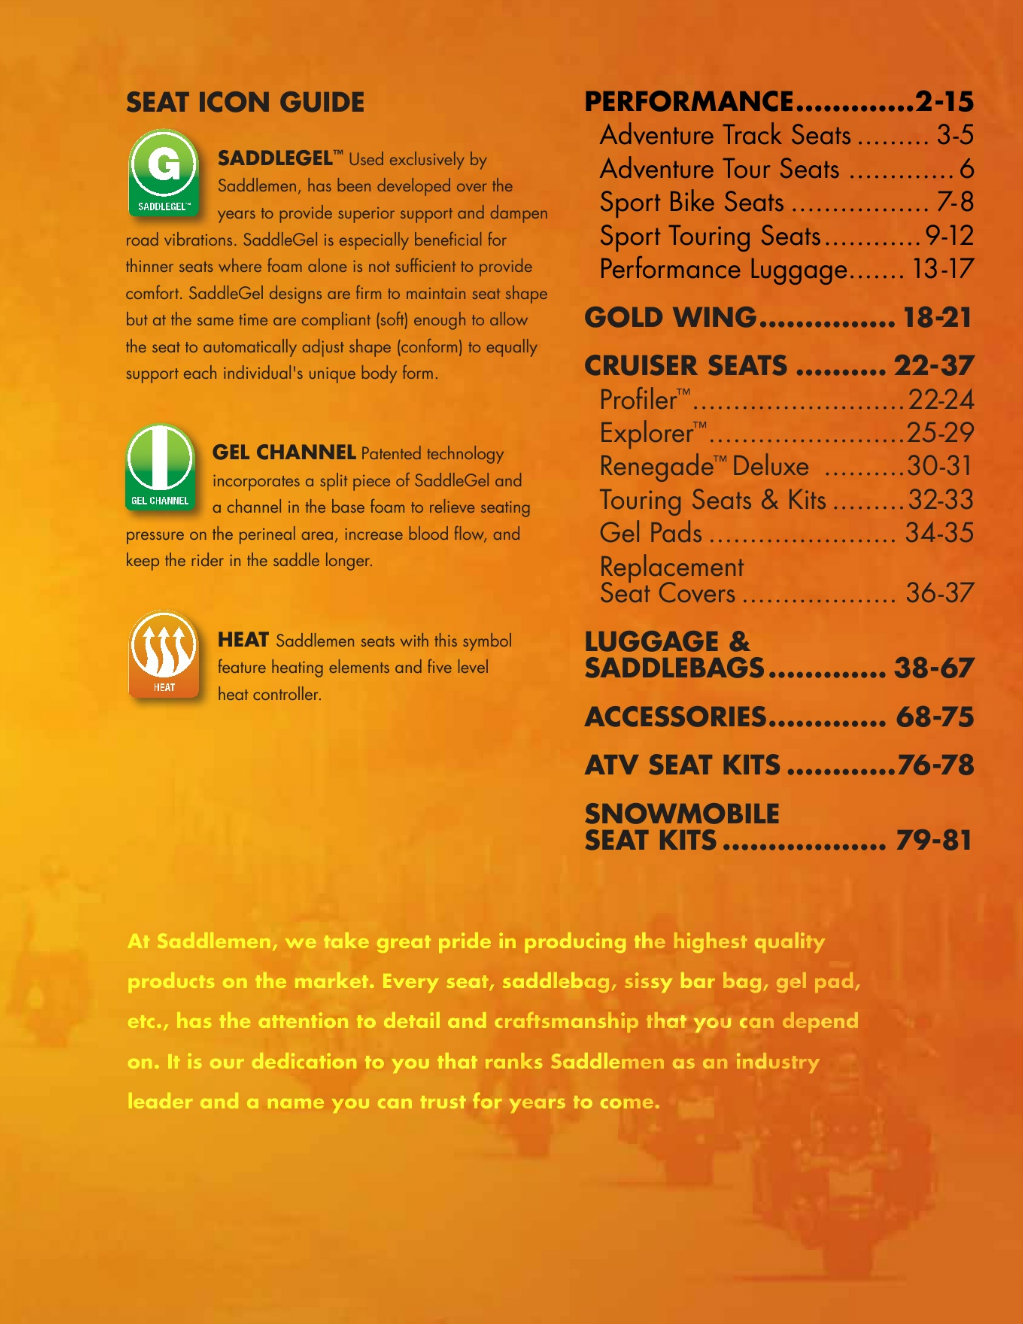 SEAT ICON GUIDE
G
SADDLEGEL™
SADDLEGEL™ Used exclusively by
Saddlemen, has been developed over the
years to provide superior support and dampen
road vibrations. SaddleGel is especially beneficial for
thinner seats where foam alone is not sufficient to provide
comfort. SaddleGel designs are firm to maintain seat shape
but at the same time are compliant (soft) enough to allow
the seat to automatically adjust shape (conform) to equally
support each individual's unique body form.
GEL CHANNEL
GEL CHANNEL Patented technology
incorporates a split piece of SaddleGel and
a channel in the base foam to relieve seating
pressure on the perineal area, increase blood flow, and
keep the rider in the saddle longer.
HEAT
HEAT Saddlemen seats with this symbol
feature heating elements and five level
heat controller.
PERFORMANCE.............2-15
Adventure Track Seats ......... 3-5
Adventure Tour Seats ............. 6
Sport Bike Seats ................. 7-8
Sport Touring Seats............ 9-12
Performance Luggage....... 13-17
GOLD WING............... 18-21
CRUISER SEATS .......... 22-37
Profiler™..........................22-24
Explorer™........................25-29
Renegade™ Deluxe ..........30-31
Touring Seats & Kits .........32-33
Gel Pads ....................... 34-35
Replacement
Seat Covers ................... 36-37
LUGGAGE &
SADDLEBAGS............. 38-67
ACCESSORIES............. 68-75
ATV SEAT KITS ............76-78
SNOWMOBILE
SEAT KITS .................. 79-81
At Saddlemen, we take great pride in producing the highest quality
products on the market. Every seat, saddlebag, sissy bar bag, gel pad,
etc., has the attention to detail and craftsmanship that you can depend
on. It is our dedication to you that ranks Saddlemen as an industry
leader and a name you can trust for years to come.